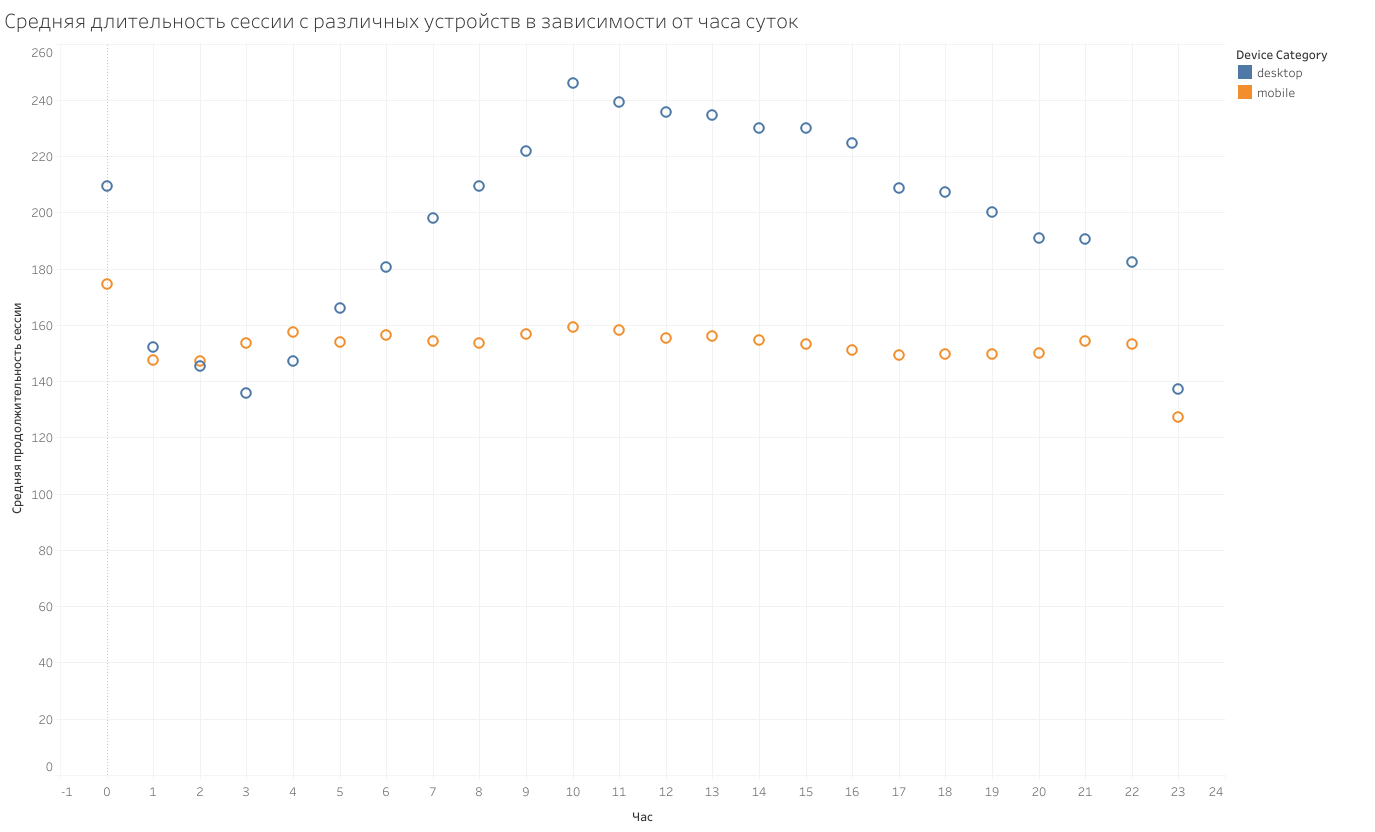 Средняя длительность сессии с различных устройств в зависимости от часа суток
Device Category
desktop
mobile
Средняя продолжительность сессии
260
240
220
200
180
160
140
120
100
80
60
40
20
0
-1 0 1 2 3 4 5 6 7 8 9 10 11 12 13 14 15 16 17 18 19 20 21 22 23 24
Час